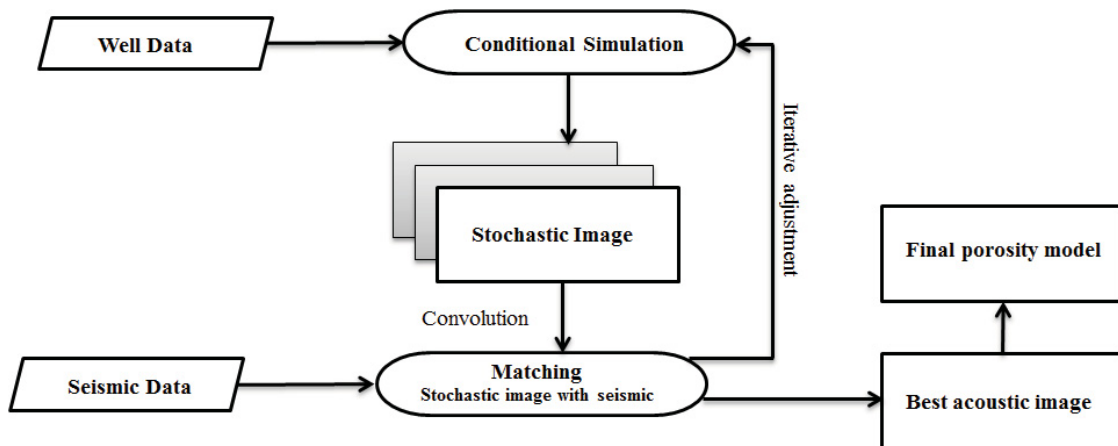 Well Data
Conditional Simulation
Iterative adjustment
Stochastic Image
Final porosity model
Convolution
Seismic Data
Matching
Stochastic image with seismic
Best acoustic image